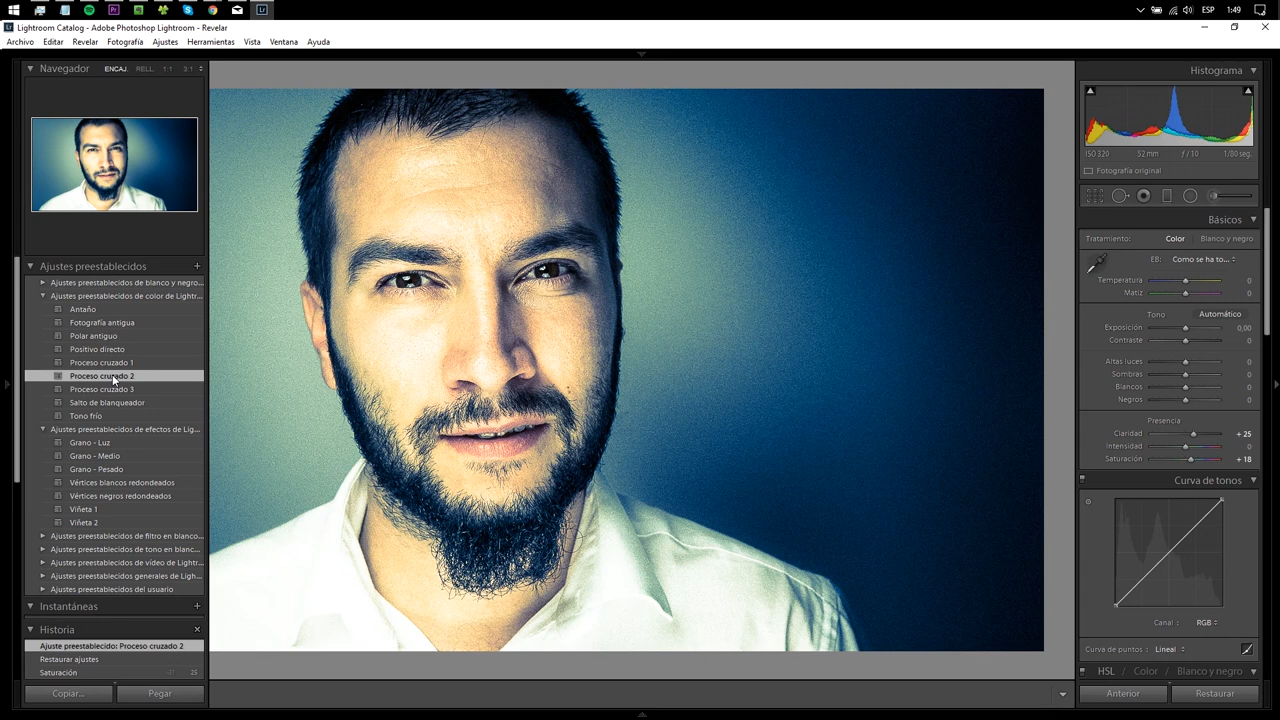 ESP 1:49
Lightroom Catalog - Adobe Photoshop Lightroom - Revelar
Archivo Editar Revelar Fotografía Ajustes Herramientas Vista Ventana Ayuda
Navegador ENCAJ. RELL. 1:1 3:1
Ajustes preestablecidos +
Ajustes preestablecidos de blanco y negro...
Ajustes preestablecidos de color de Lightr...
Antaño
Fotografía antigua
Polar antiguo
Positivo directo
Proceso cruzado 1
Proceso cruzado 2
Proceso cruzado 3
Salto de blanqueador
Tono frío
Ajustes preestablecidos de efectos de Lig...
Grano - Luz
Grano - Medio
Grano - Pesado
Vértices blancos redondeados
Vértices negros redondeados
Viñeta 1
Viñeta 2
Ajustes preestablecidos de filtro en blanco...
Ajustes preestablecidos de tono en blanc...
Ajustes preestablecidos de vídeo de Lightr...
Ajustes preestablecidos generales de Ligh...
Ajustes preestablecidos del usuario
Instantáneas +
Historia
Ajuste preestablecido: Proceso cruzado 2
Restaurar ajustes
Saturación 25
Copiar... Pegar
Histograma
ISO 320 52 mm f / 10 1/80 seg.
Fotografía original
Básicos
Tratamiento: Color Blanco y negro
EB: Como se ha to...
Temperatura 0
Matiz 0
Tono Automático
Exposición 0,00
Contraste 0
Altas luces 0
Sombras 0
Blancos 0
Negros 0
Presencia
Claridad + 25
Intensidad 0
Saturación + 18
Curva de tonos
Canal : RGB
Curva de puntos : Lineal
HSL / Color / Blanco y negro
Anterior Restaurar